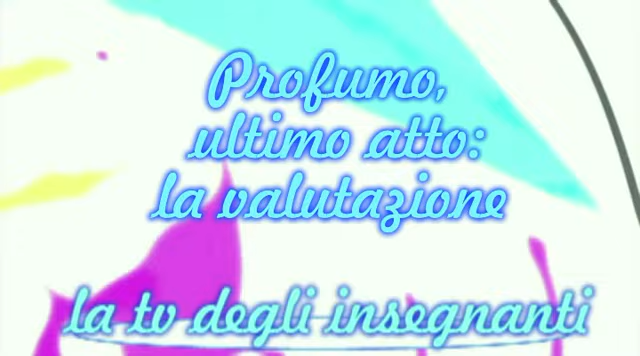 Profumo,
ultimo atto:
la valutazione
la tv degli insegnanti